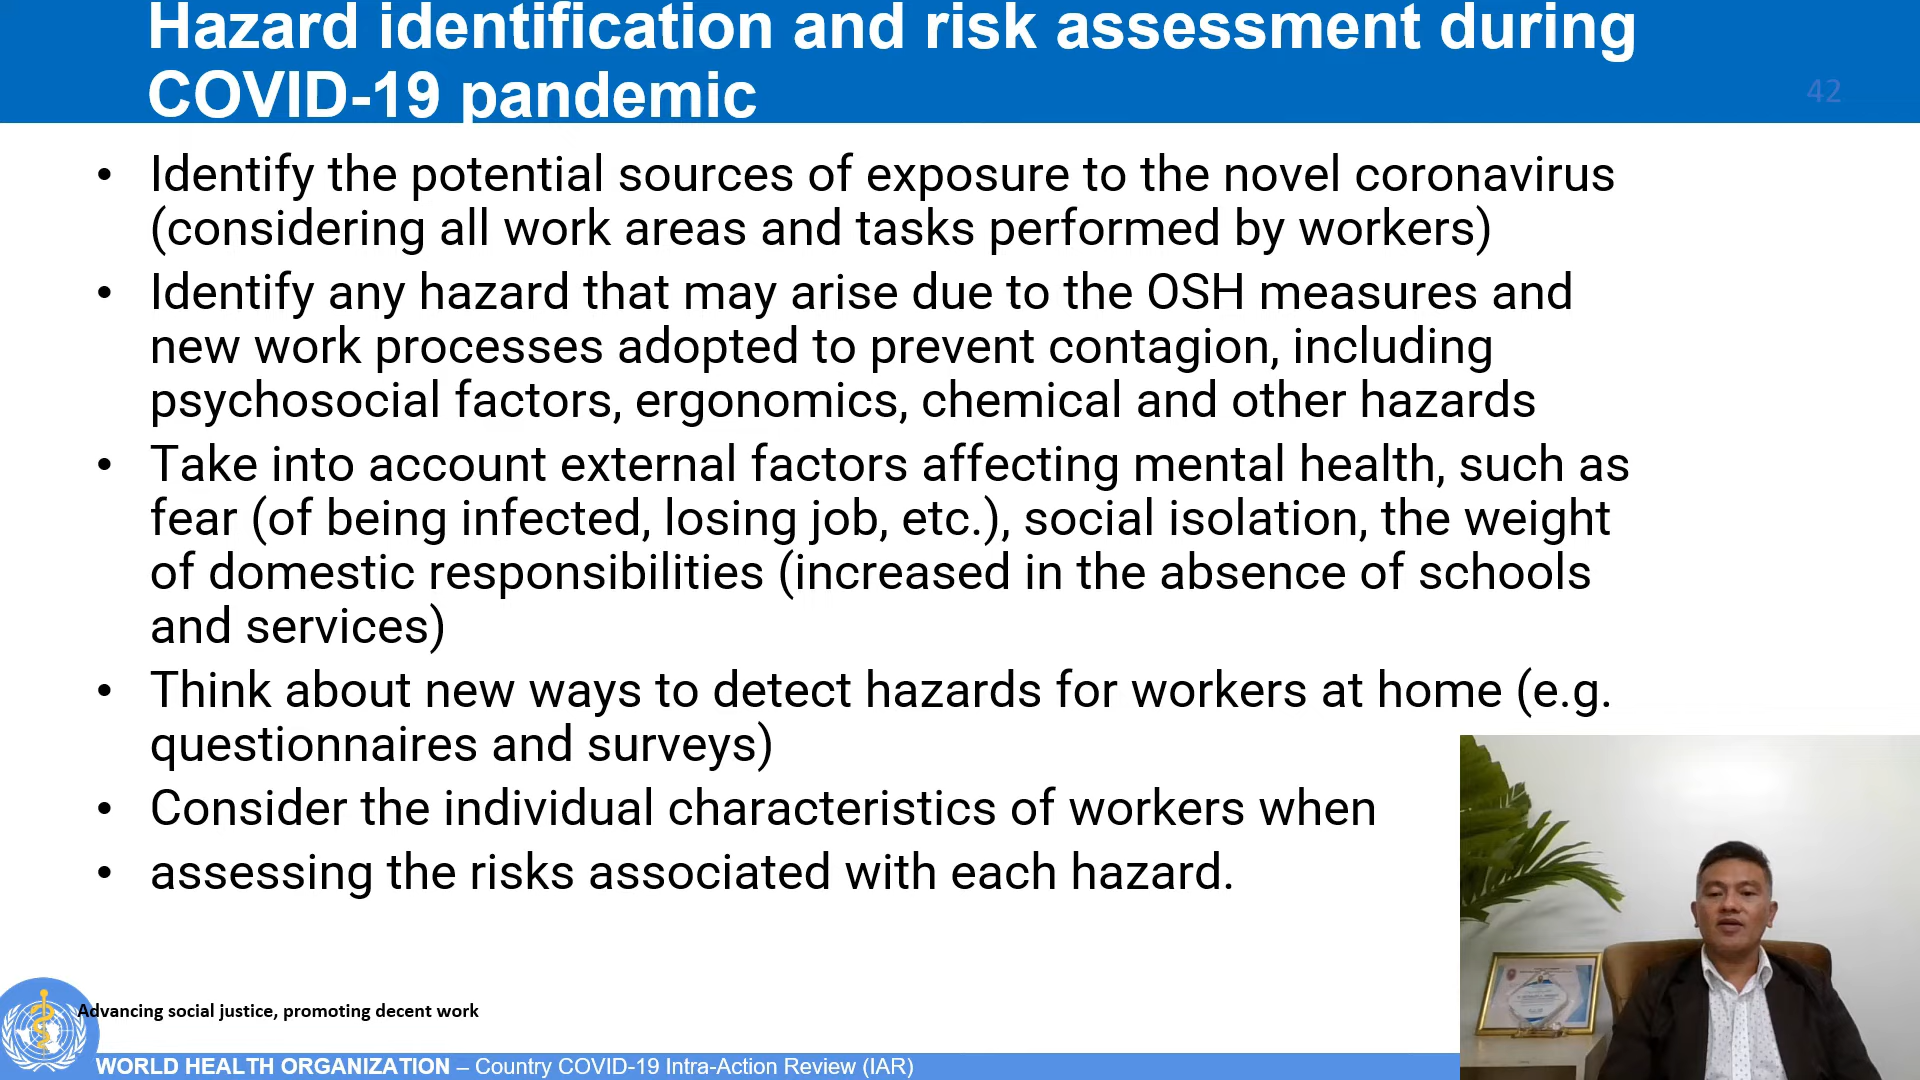 Hazard identification and risk assessment during
COVID-19 pandemic
42
• Identify the potential sources of exposure to the novel coronavirus
(considering all work areas and tasks performed by workers)
• Identify any hazard that may arise due to the OSH measures and
new work processes adopted to prevent contagion, including
psychosocial factors, ergonomics, chemical and other hazards
• Take into account external factors affecting mental health, such as
fear (of being infected, losing job, etc.), social isolation, the weight
of domestic responsibilities (increased in the absence of schools
and services)
• Think about new ways to detect hazards for workers at home (e.g.
questionnaires and surveys)
• Consider the individual characteristics of workers when
• assessing the risks associated with each hazard.
Advancing social justice, promoting decent work
WORLD HEALTH ORGANIZATION – Country COVID-19 Intra-Action Review (IAR)